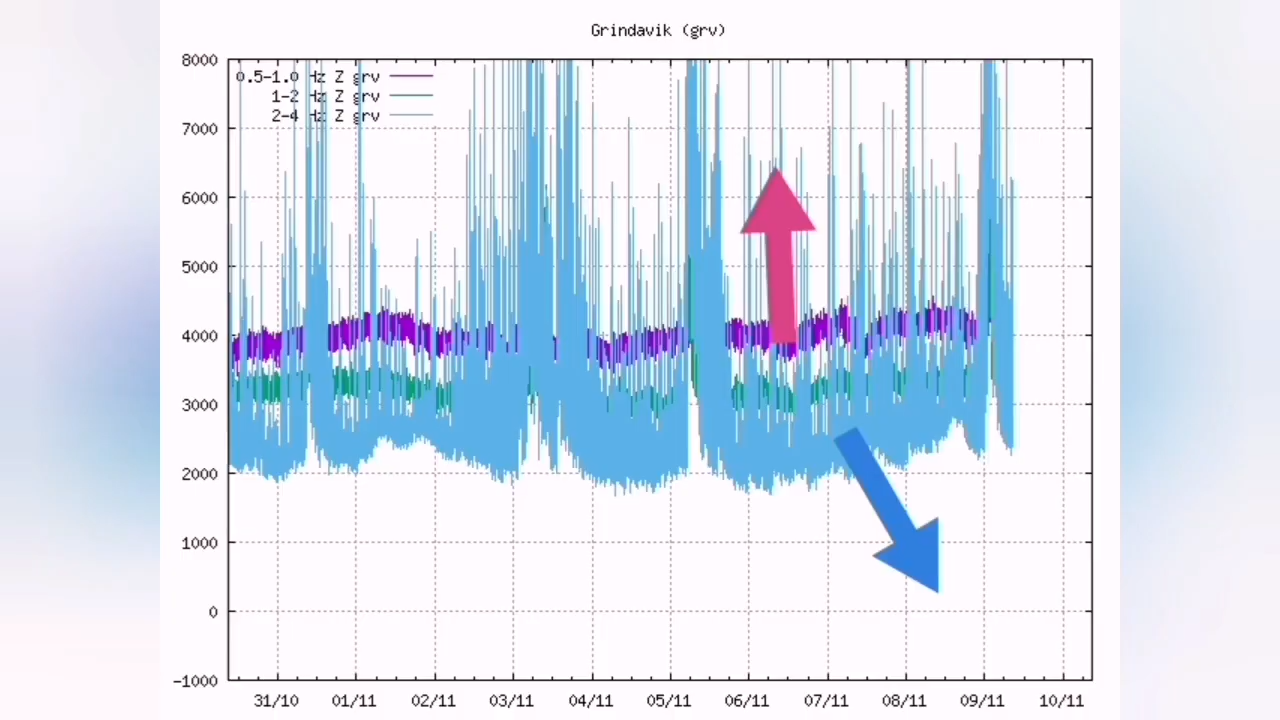 Grindavik (grv)
8000
0.5-1.0 Hz Z grv
1-2 Hz Z grv
2-4 Hz Z grv
7000
6000
5000
4000
3000
2000
1000
0
-1000
31/10 01/11 02/11 03/11 04/11 05/11 06/11 07/11 08/11 09/11 10/11